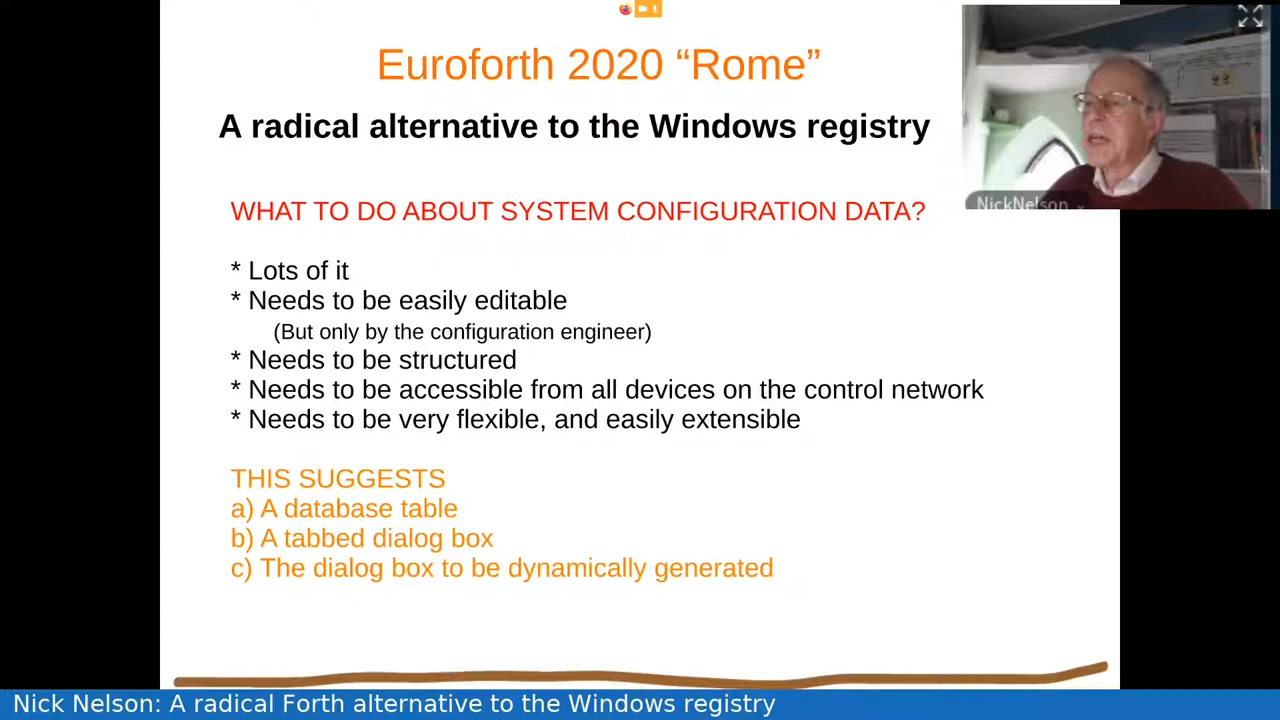 Euroforth 2020 “Rome”
A radical alternative to the Windows registry
WHAT TO DO ABOUT SYSTEM CONFIGURATION DATA?
* Lots of it
* Needs to be easily editable
(But only by the configuration engineer)
* Needs to be structured
* Needs to be accessible from all devices on the control network
* Needs to be very flexible, and easily extensible
THIS SUGGESTS
a) A database table
b) A tabbed dialog box
c) The dialog box to be dynamically generated
NickNelson
Nick Nelson: A radical Forth alternative to the Windows registry